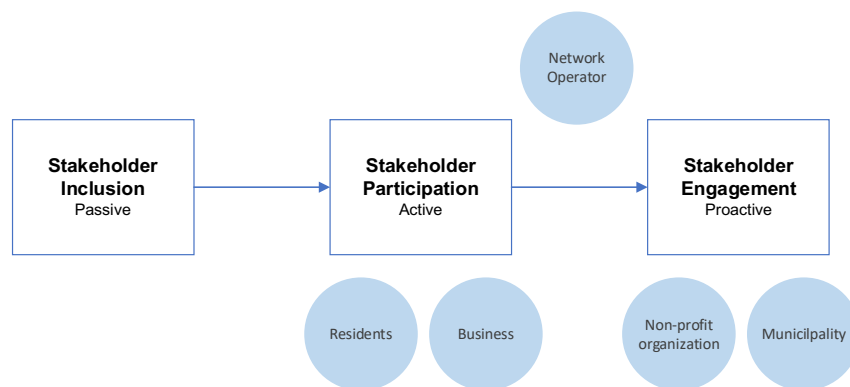 Network
Operator
Stakeholder
Inclusion
Passive
Stakeholder
Participation
Active
Stakeholder
Engagement
Proactive
Residents
Business
Non-profit
organization
Municilpality